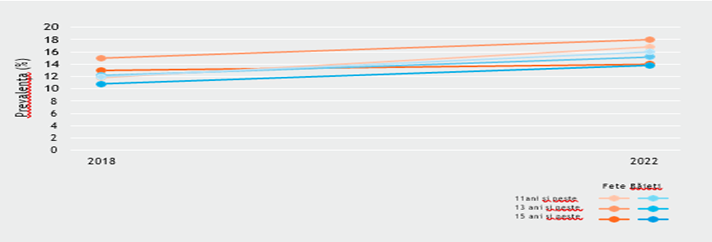 20
18
16
14
12
10
8
6
4
2
0
Prevalența (%)
2018 2022
Fete Băieți
11ani și peste
13 ani și peste
15 ani și peste